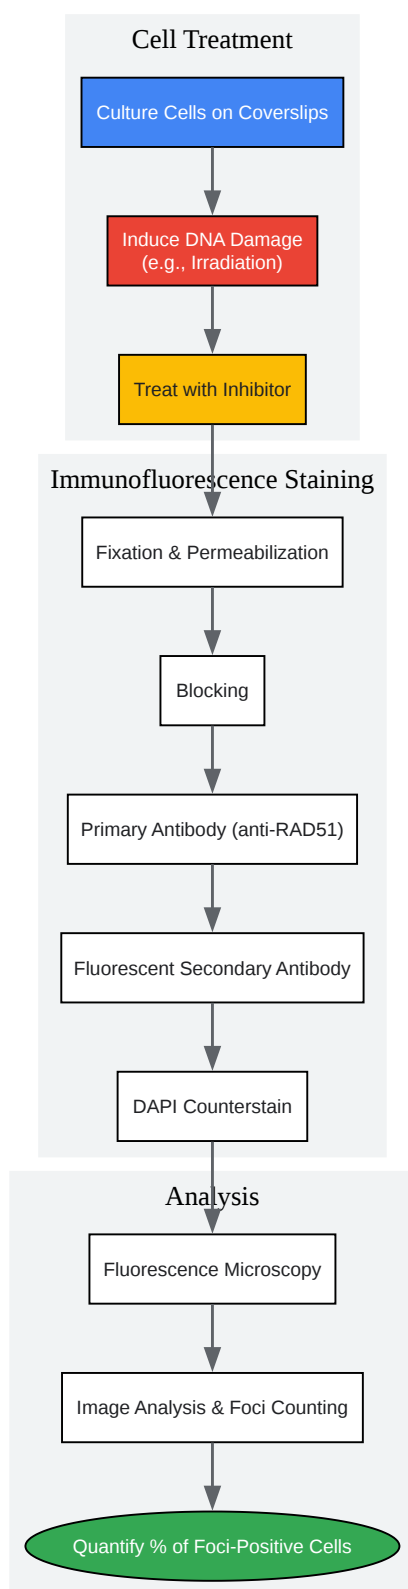 Cell Treatment
Culture Cells on Coverslips
Induce DNA Damage
(e.g., Irradiation)
Treat with Inhibitor
Immunofluorescence Staining
Fixation & Permeabilization
Blocking
Primary Antibody (anti-RAD51)
Fluorescent Secondary Antibody
DAPI Counterstain
Analysis
Fluorescence Microscopy
Image Analysis & Foci Counting
Quantify % of Foci-Positive Cells